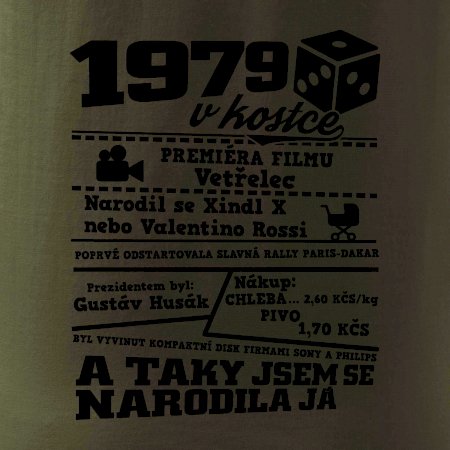 1979
v kostce
PREMIÉRA FILMU
Vetřelec
Narodil se Xindl X
nebo Valentino Rossi
POPRVÉ ODSTARTOVALA SLAVNÁ RALLY PARIS-DAKAR
Prezidentem byl:
Gustáv Husák
Nákup:
CHLEBA... 2,60 KČS/kg
PIVO
1,70 KČS
BYL VYVINUT KOMPAKTNÍ DISK FIRMAMI SONY A PHILIPS
A TAKY JSEM SE
NARODILA JÁ